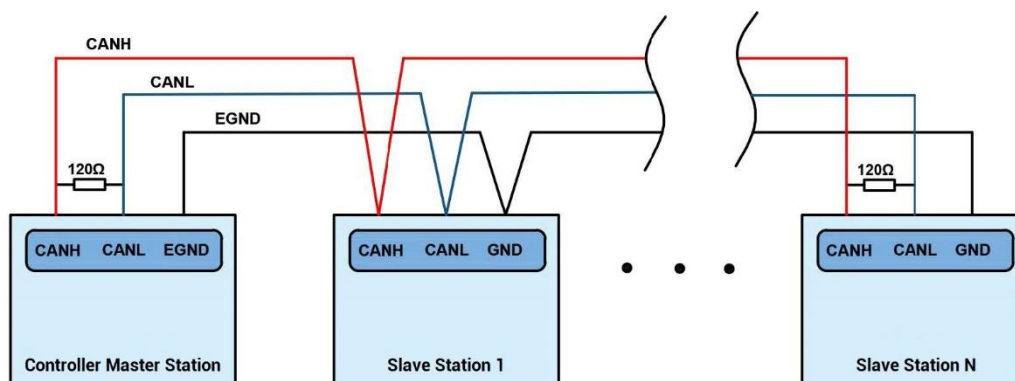 CANH
CANL
EGND
120Ω
120Ω
CANH CANL EGND
CANH CANL GND
CANH CANL GND
Controller Master Station
Slave Station 1
Slave Station N